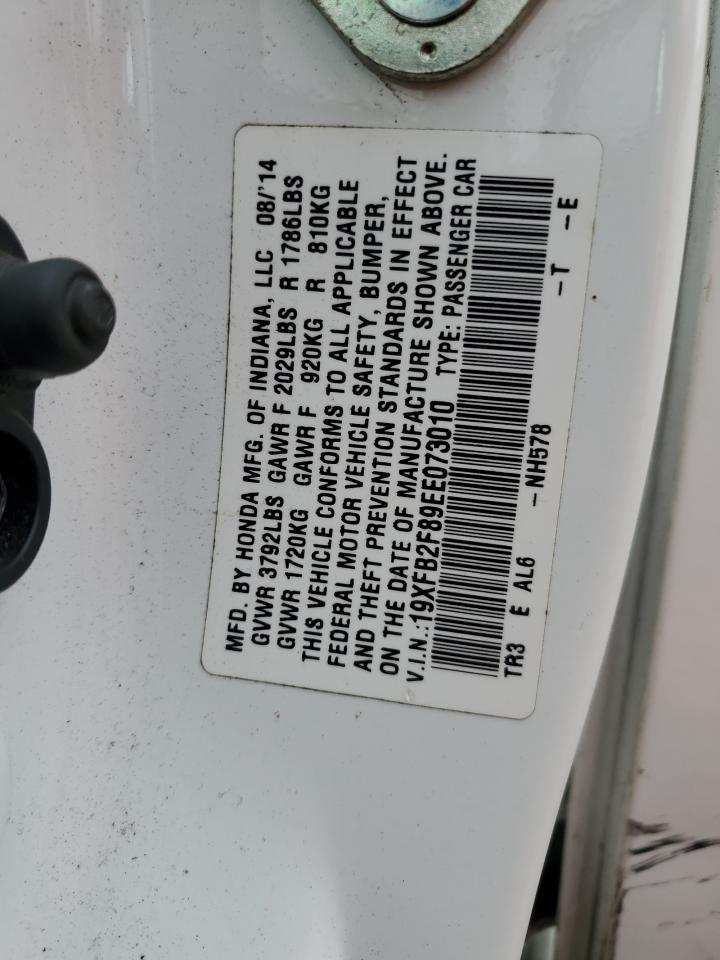 MFD. BY HONDA MFG. OF INDIANA, LLC 08/'14
GVWR 3792LBS GAWR F 2029LBS R 1786LBS
GVWR 1720KG GAWR F 920KG R 810KG
THIS VEHICLE CONFORMS TO ALL APPLICABLE
FEDERAL MOTOR VEHICLE SAFETY, BUMPER,
AND THEFT PREVENTION STANDARDS IN EFFECT
ON THE DATE OF MANUFACTURE SHOWN ABOVE.
V.I.N.:19XFB2F89EE073010 TYPE: PASSENGER CAR
TR3 E AL6 -NH578 -T -E